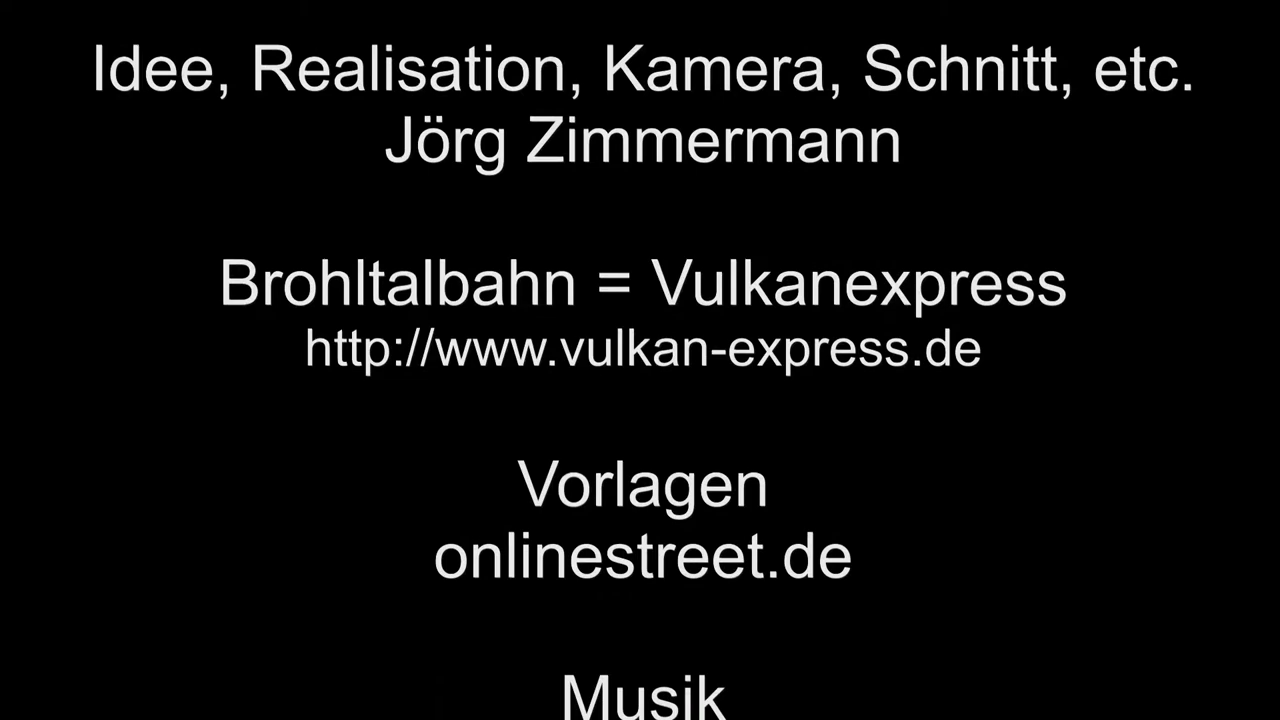 Idee, Realisation, Kamera, Schnitt, etc.
Jörg Zimmermann
Brohltalbahn = Vulkanexpress
http://www.vulkan-express.de
Vorlagen
onlinestreet.de
Musik